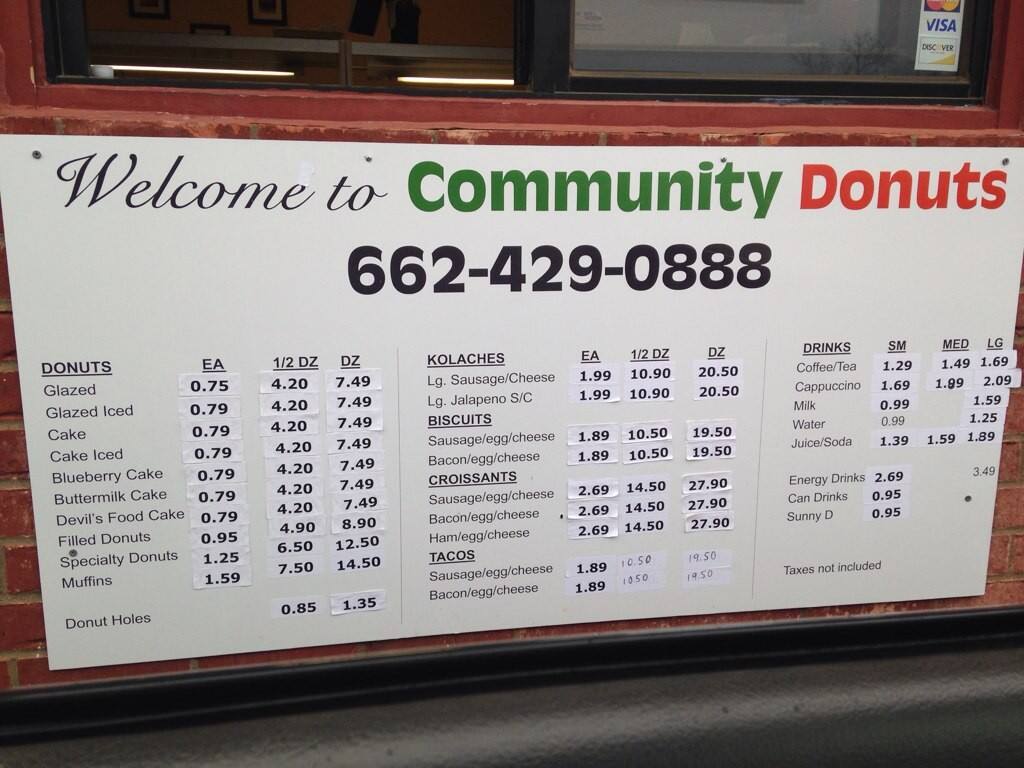 MasterCard
VISA
DISCOVER
Welcome to Community Donuts
662-429-0888
DONUTS EA 1/2 DZ DZ
Glazed 0.75 4.20 7.49
Glazed Iced 0.79 4.20 7.49
Cake 0.79 4.20 7.49
Cake Iced 0.79 4.20 7.49
Blueberry Cake 0.79 4.20 7.49
Buttermilk Cake 0.79 4.20 7.49
Devil's Food Cake 0.79 4.20 7.49
Filled Donuts 0.95 4.90 8.90
Specialty Donuts 1.25 6.50 12.50
Muffins 1.59 7.50 14.50
Donut Holes 0.85 1.35
KOLACHES EA 1/2 DZ DZ
Lg. Sausage/Cheese 1.99 10.90 20.50
Lg. Jalapeno S/C 1.99 10.90 20.50
BISCUITS
Sausage/egg/cheese 1.89 10.50 19.50
Bacon/egg/cheese 1.89 10.50 19.50
CROISSANTS
Sausage/egg/cheese 2.69 14.50 27.90
Bacon/egg/cheese 2.69 14.50 27.90
Ham/egg/cheese 2.69 14.50 27.90
TACOS
Sausage/egg/cheese 1.89 10.50 19.50
Bacon/egg/cheese 1.89 10.50 19.50
DRINKS SM MED LG
Coffee/Tea 1.29 1.49 1.69
Cappuccino 1.69 2.09
Milk 0.99 1.59
Water 0.99 1.25
Juice/Soda 1.39 1.59 1.89
Energy Drinks 2.69 3.49
Can Drinks 0.95
Sunny D 0.95
Taxes not included